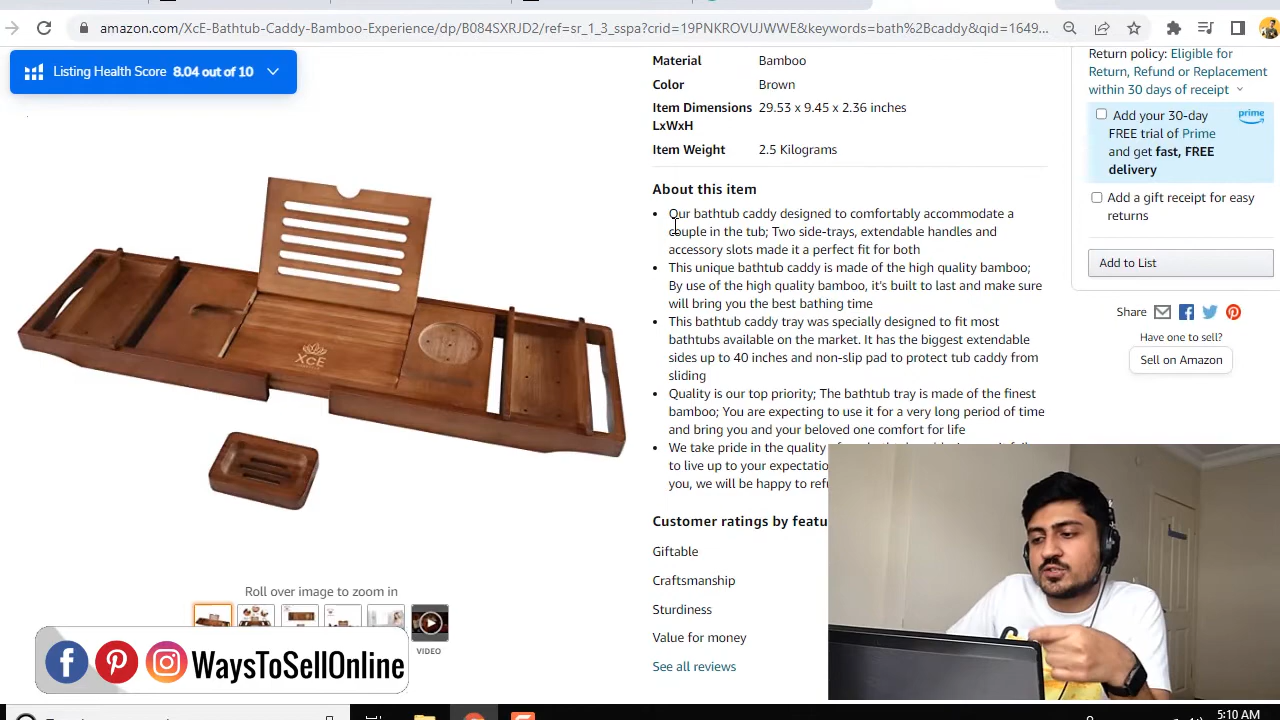 amazon.com/XcE-Bathtub-Caddy-Bamboo-Experience/dp/B084SXRJD2/ref=sr_1_3_sspa?crid=19PNKROVUJWWE&keywords=bath%2Bcaddy&qid=1649...
Listing Health Score 8.04 out of 10
Material Bamboo
Color Brown
Item Dimensions 29.53 x 9.45 x 2.36 inches
LxWxH
Item Weight 2.5 Kilograms
About this item
Our bathtub caddy designed to comfortably accommodate a
couple in the tub; Two side-trays, extendable handles and
accessory slots made it a perfect fit for both
This unique bathtub caddy is made of the high quality bamboo;
By use of the high quality bamboo, it's built to last and make sure
will bring you the best bathing time
This bathtub caddy tray was specially designed to fit most
bathtubs available on the market. It has the biggest extendable
sides up to 40 inches and non-slip pad to protect tub caddy from
sliding
Quality is our top priority; The bathtub tray is made of the finest
bamboo; You are expecting to use it for a very long period of time
and bring you and your beloved one comfort for life
We take pride in the quality
to live up to your expectatio
you, we will be happy to ref
Customer ratings by featu
Giftable
Craftsmanship
Sturdiness
Value for money
See all reviews
Return policy: Eligible for
Return, Refund or Replacement
within 30 days of receipt
Add your 30-day
FREE trial of Prime
and get fast, FREE
delivery
prime
Add a gift receipt for easy
returns
Add to List
Share
Have one to sell?
Sell on Amazon
XCE
Roll over image to zoom in
VIDEO
WaysToSellOnline
5:10 AM